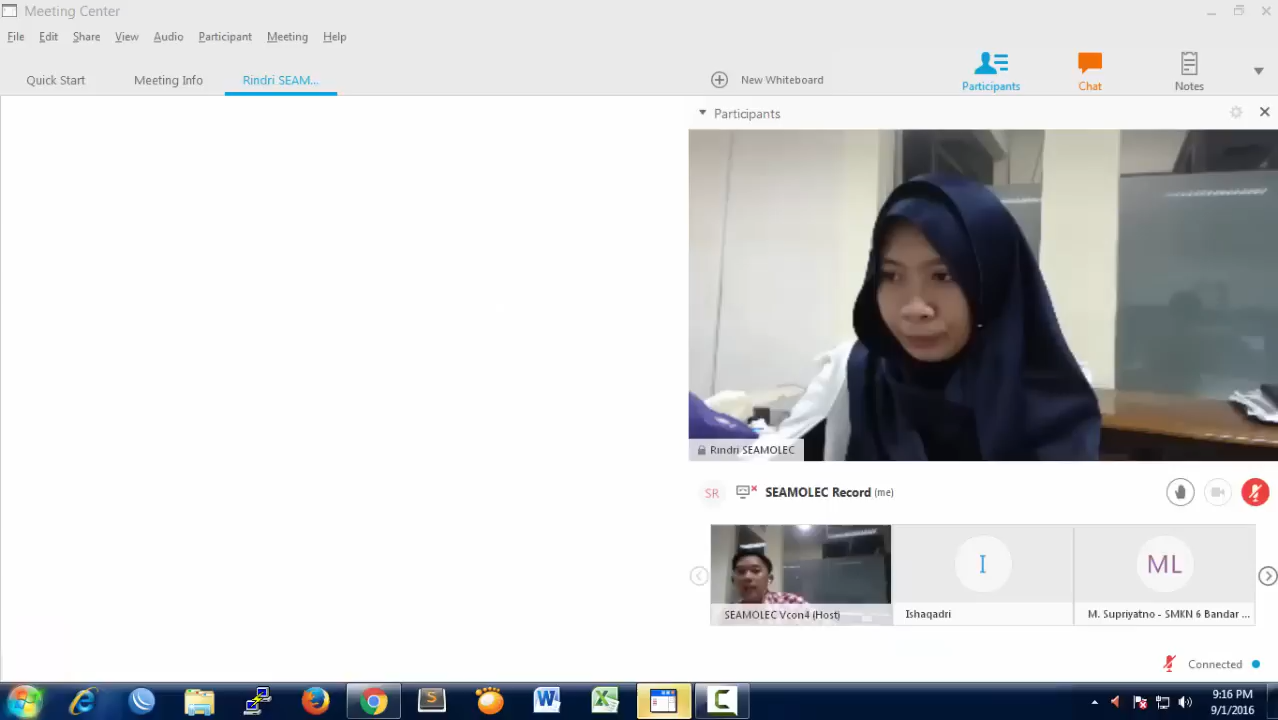 Meeting Center
File Edit Share View Audio Participant Meeting Help
Quick Start Meeting Info Rindri SEAM... New Whiteboard Participants Chat Notes
Participants
Rindri SEAMOLEC
SR SEAMOLEC Record (me)
I ML
SEAMOLEC Vcon4 (Host) Ishaqadri M. Supriyatno - SMKN 6 Bandar ...
Connected
9:16 PM
9/1/2016